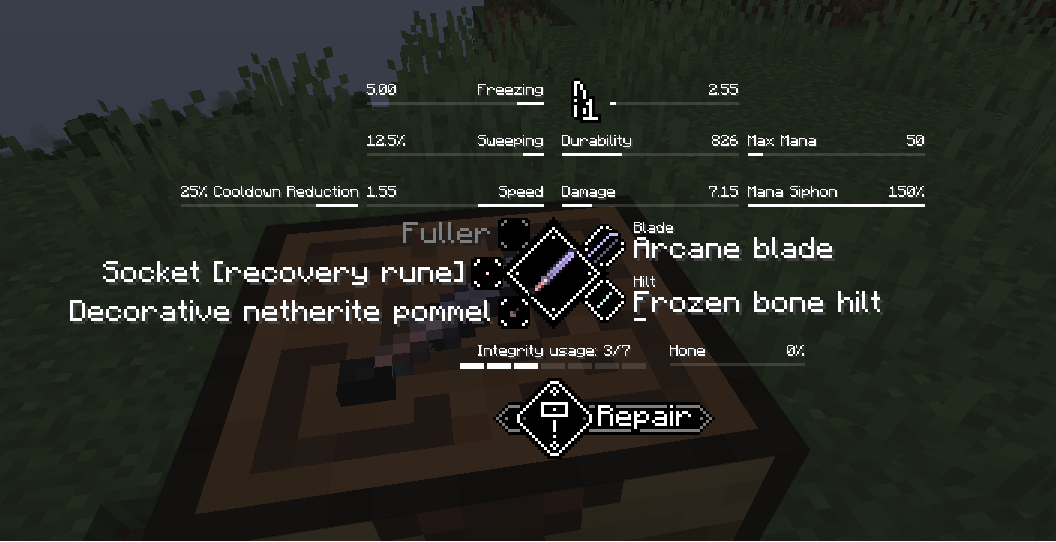 5.00 Freezing 1 2.55
12.5% Sweeping Durability 826 Max Mana 50
25% Cooldown Reduction 1.55 Speed Damage 7.15 Mana Siphon 150%
Fuller
Blade
Arcane blade
Socket [recovery rune]
Hilt
Frozen bone hilt
Decorative netherite pommel
Integrity usage: 3/7 Hone 0%
Repair